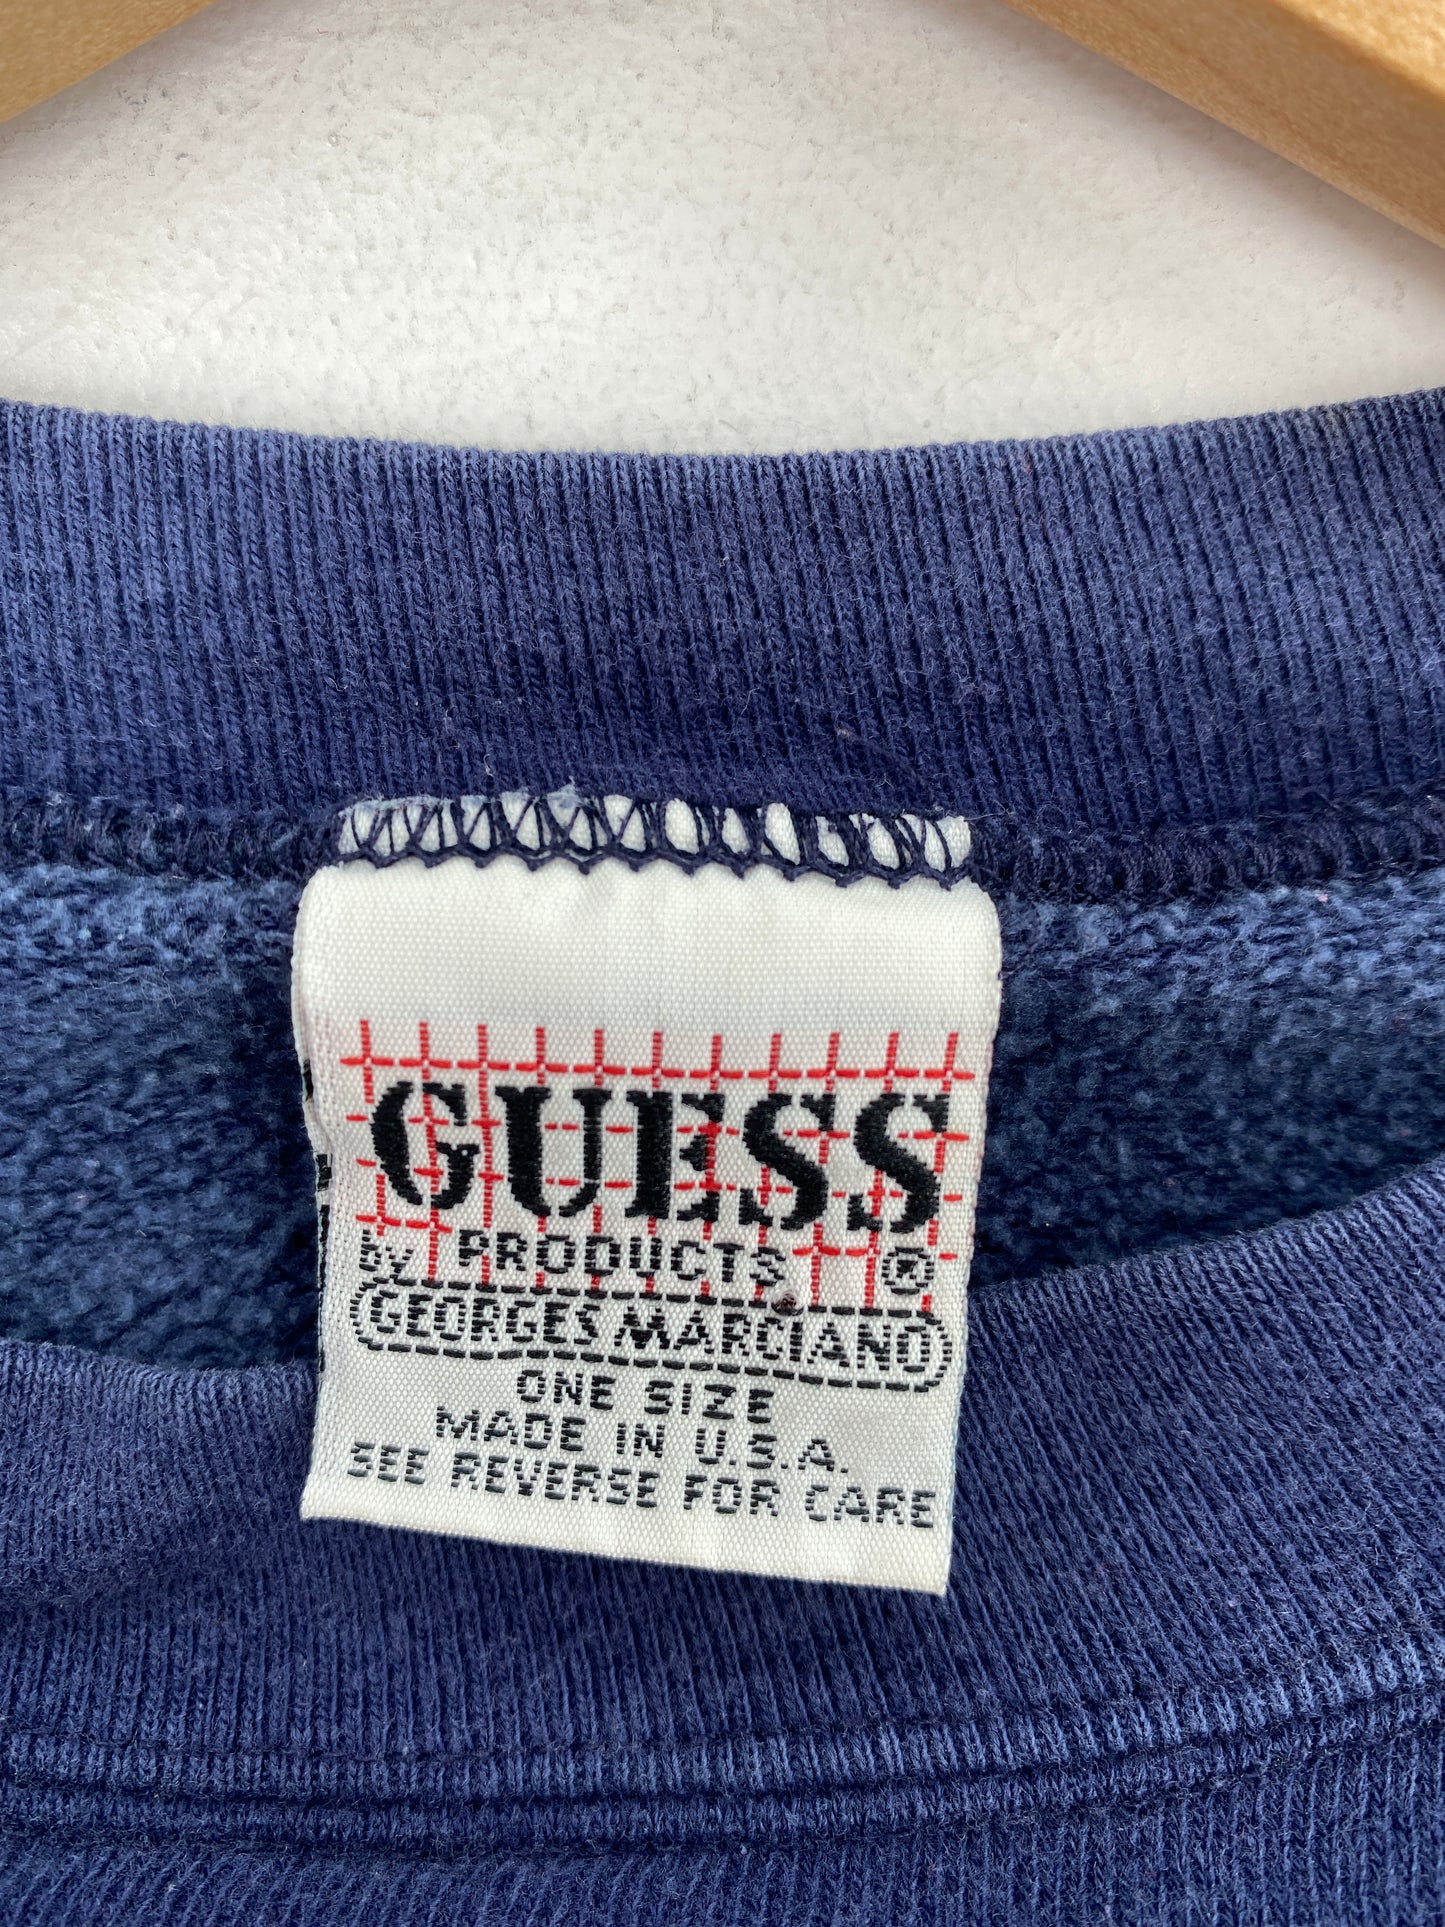 GUESS
PRODUCTS ®
by GEORGES MARCIANO
ONE SIZE
MADE IN U.S.A.
SEE REVERSE FOR CARE